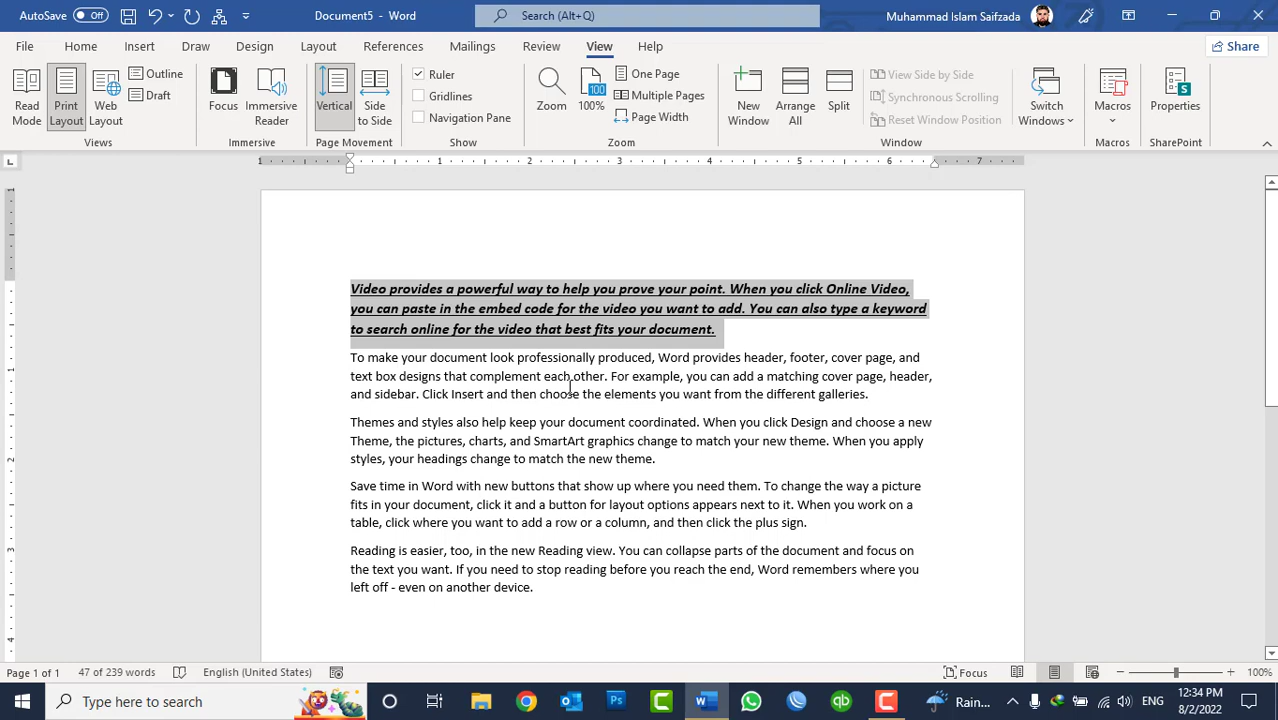 AutoSave Off Document5 - Word Search (Alt+Q) Muhammad Islam Saifzada
File Home Insert Draw Design Layout References Mailings Review View Help Share
Read Mode
Print Layout
Web Layout
Outline
Draft
Views
Focus
Immersive Reader
Immersive
Vertical
Side to Side
Page Movement
Ruler
Gridlines
Navigation Pane
Show
Zoom
100
100%
One Page
Multiple Pages
Page Width
Zoom
New Window
Arrange All
Split
View Side by Side
Synchronous Scrolling
Reset Window Position
Switch Windows
Window
Macros
Macros
Properties
SharePoint
1 1 2 3 4 5 6 7
Video provides a powerful way to help you prove your point. When you click Online Video,
you can paste in the embed code for the video you want to add. You can also type a keyword
to search online for the video that best fits your document.
To make your document look professionally produced, Word provides header, footer, cover page, and
text box designs that complement each other. For example, you can add a matching cover page, header,
and sidebar. Click Insert and then choose the elements you want from the different galleries.
Themes and styles also help keep your document coordinated. When you click Design and choose a new
Theme, the pictures, charts, and SmartArt graphics change to match your new theme. When you apply
styles, your headings change to match the new theme.
Save time in Word with new buttons that show up where you need them. To change the way a picture
fits in your document, click it and a button for layout options appears next to it. When you work on a
table, click where you want to add a row or a column, and then click the plus sign.
Reading is easier, too, in the new Reading view. You can collapse parts of the document and focus on
the text you want. If you need to stop reading before you reach the end, Word remembers where you
left off - even on another device.
Page 1 of 1 47 of 239 words English (United States) Focus 100%
Type here to search Rain... ENG 12:34 PM
8/2/2022